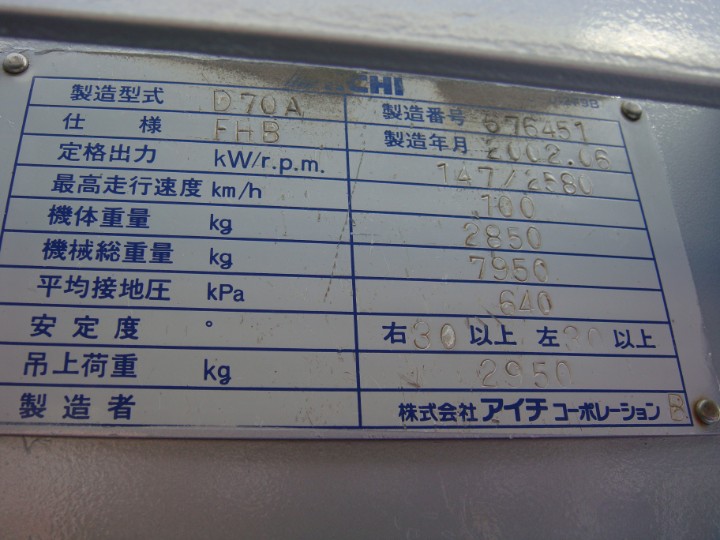 CHI
製造型式 D70A 製造番号 576451
仕様 FHB 製造年月 2002.06
定格出力 kW/r.p.m. 147/2580
最高走行速度 km/h 100
機体重量 kg 2850
機械総重量 kg 7950
平均接地圧 kPa 640
安定度 ° 右30以上 左30以上
吊上荷重 kg 2950
製造者 株式会社アイチコーポレーション B